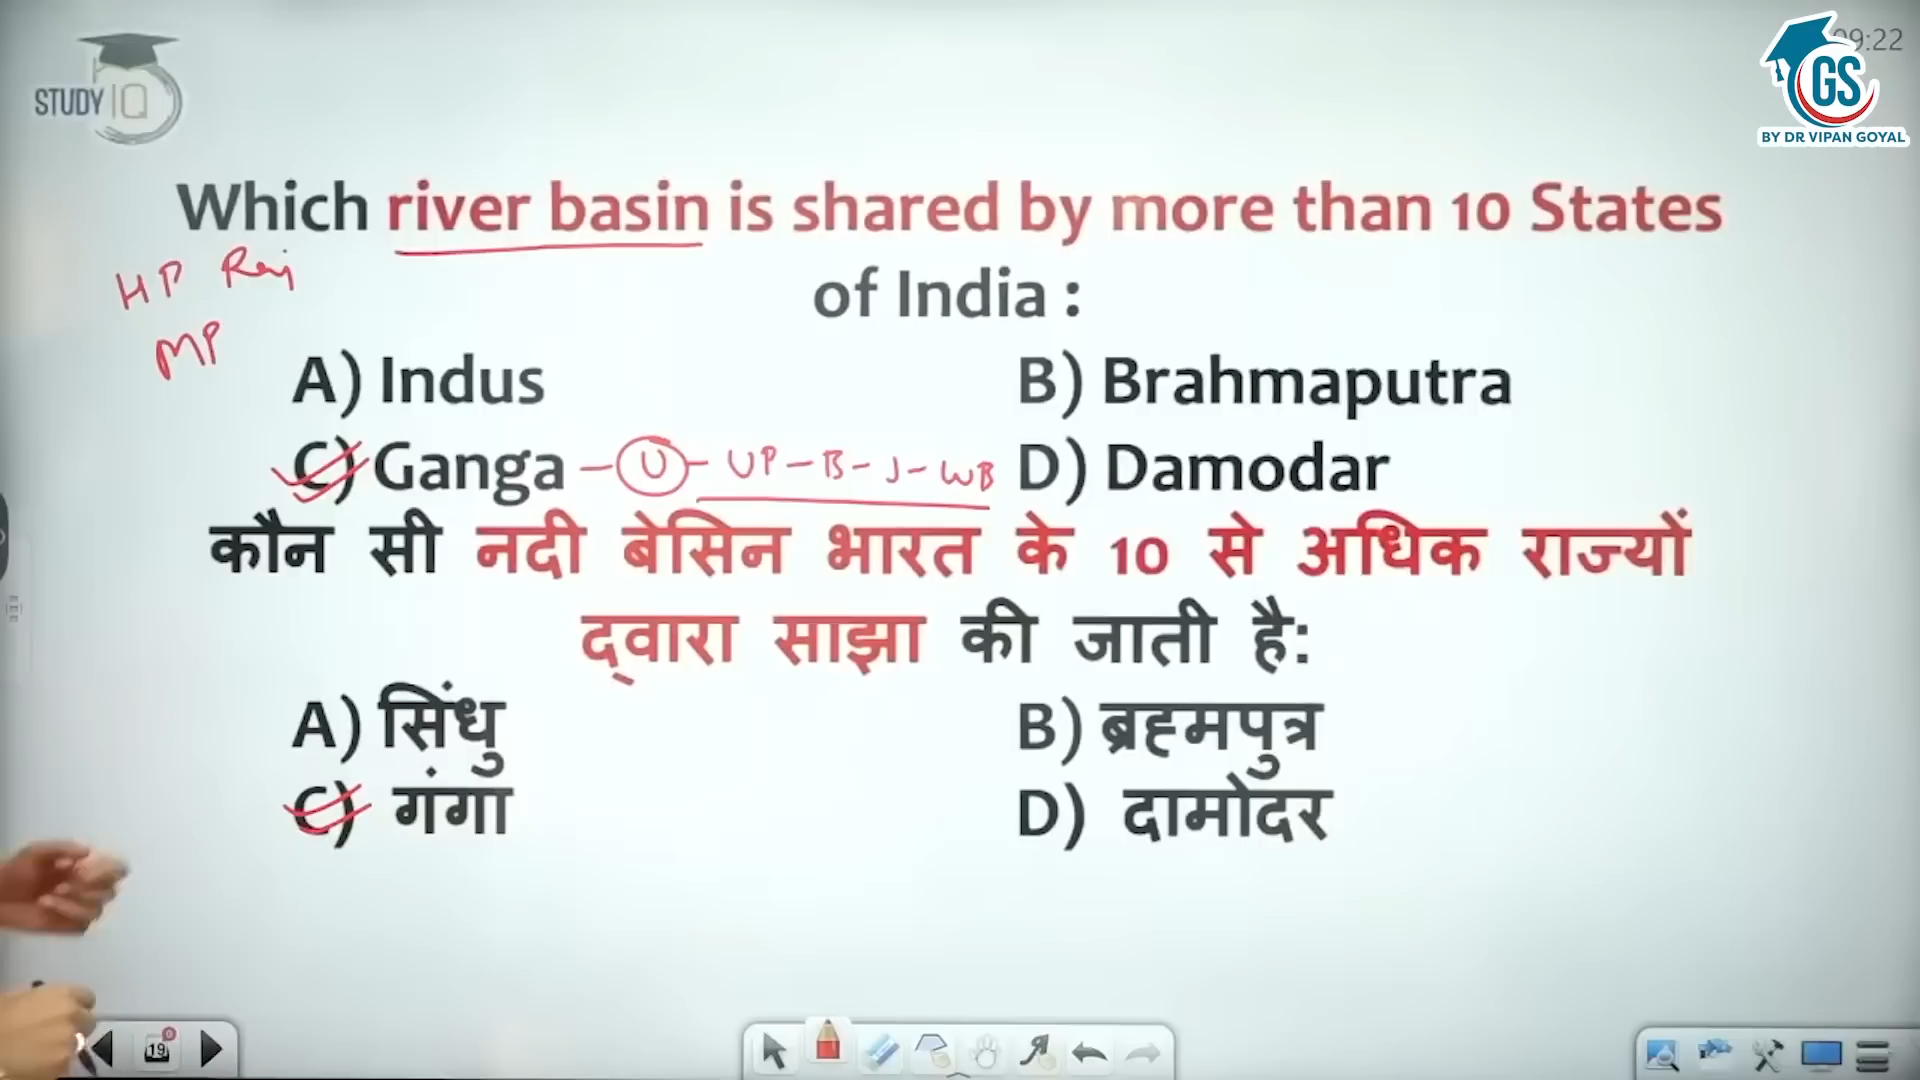 STUDY IQ
09:22
GS
BY DR VIPAN GOYAL
Which river basin is shared by more than 10 States
of India :
HP Raj
MP
A) Indus
B) Brahmaputra
C) Ganga - U - UP - B - J - WB
D) Damodar
कौन सी नदी बेसिन भारत के 10 से अधिक राज्यों
द्वारा साझा की जाती है:
A) सिंधु
B) ब्रह्मपुत्र
C) गंगा
D) दामोदर
19
0